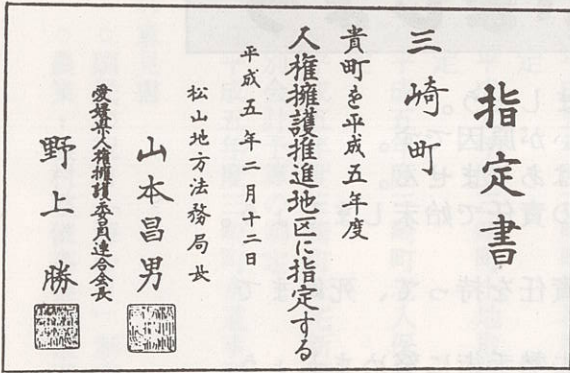 指定書
三崎町
貴町を平成五年度
人権擁護推進地区に指定する
平成五年二月十二日
松山地方法務局長
山本昌男
愛媛県人権擁護委員連合会長
野上勝